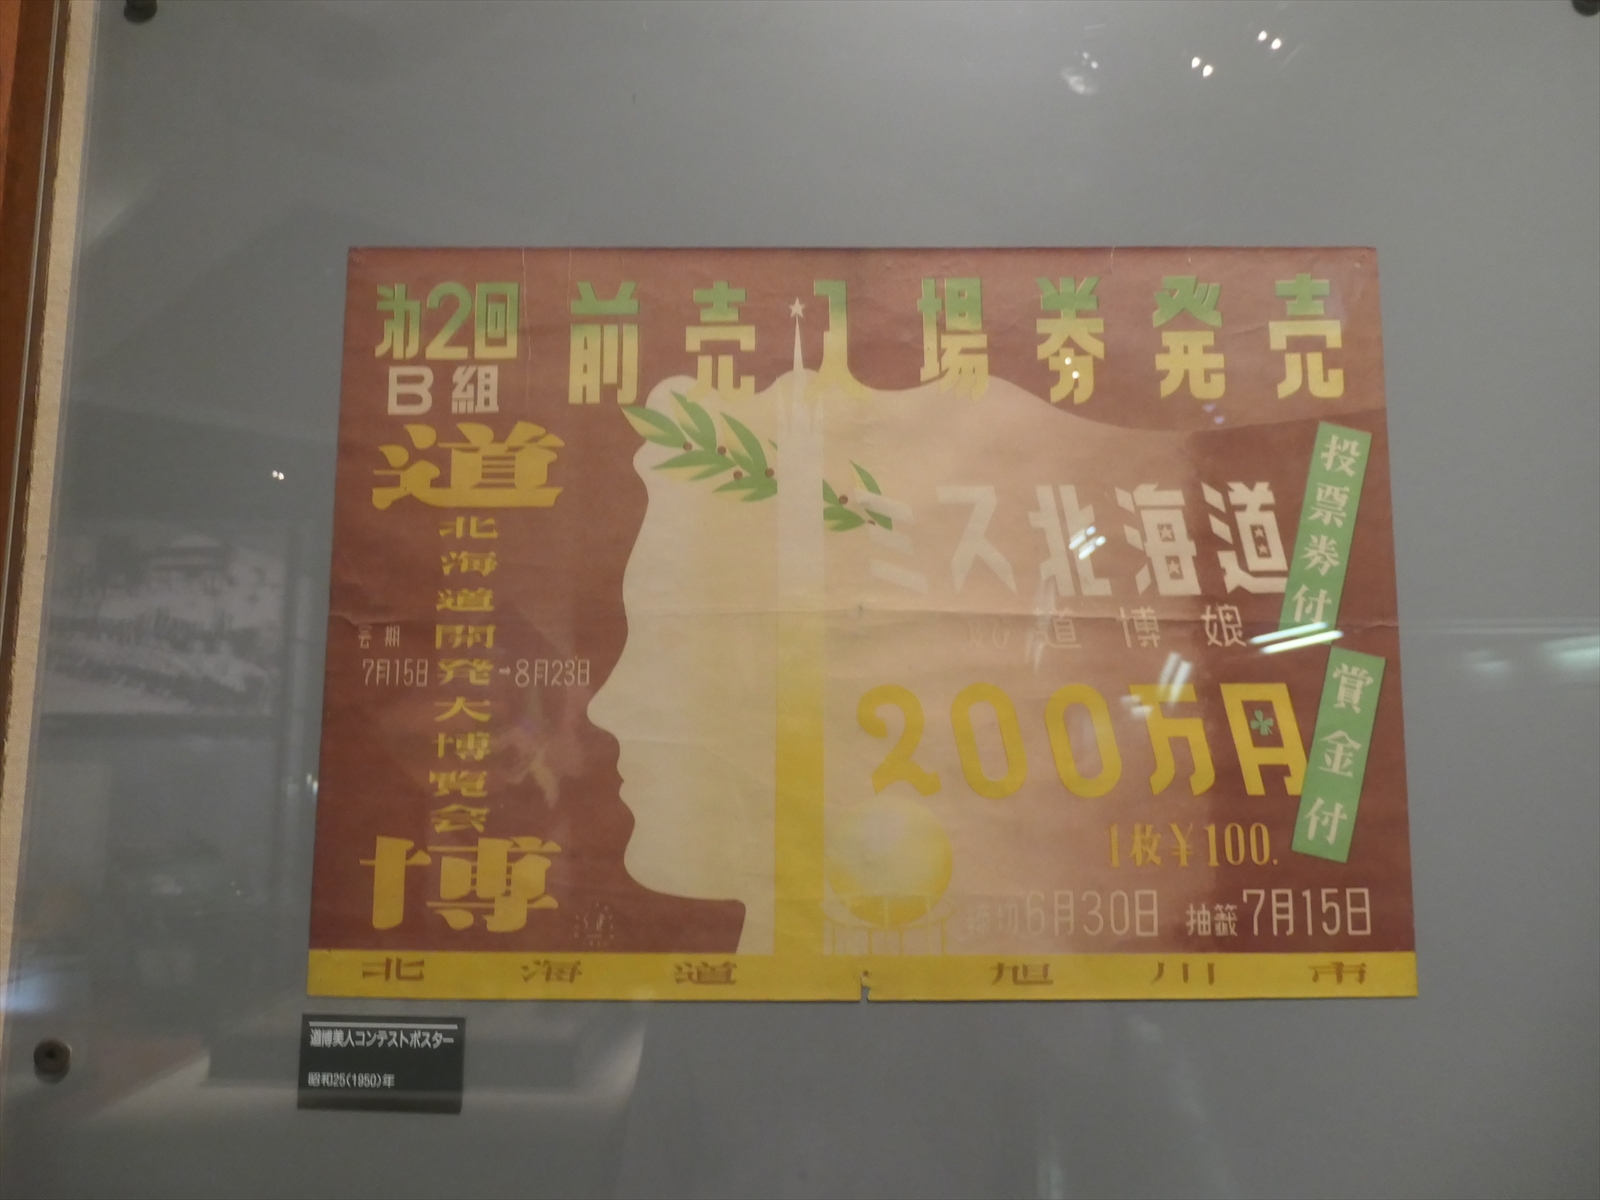 第2回 前売入場券発売
B組
道
北海道開発大博覧会
博
会期
7月15日→8月23日
ミス北海道
道博娘
投票券付
200万円
賞金付
1枚¥100.
締切6月30日 抽籤7月15日
北海道 旭川市
道博美人コンテストポスター
昭和25(1950)年